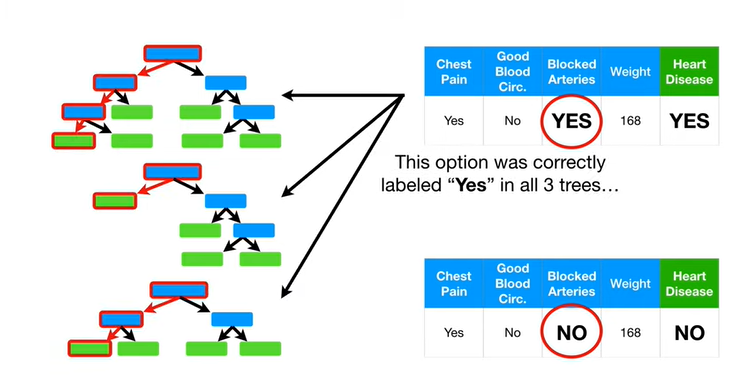 Chest Pain Good Blood Circ. Blocked Arteries Weight Heart Disease
Yes No YES 168 YES
This option was correctly
labeled “Yes” in all 3 trees…
Chest Pain Good Blood Circ. Blocked Arteries Weight Heart Disease
Yes No NO 168 NO